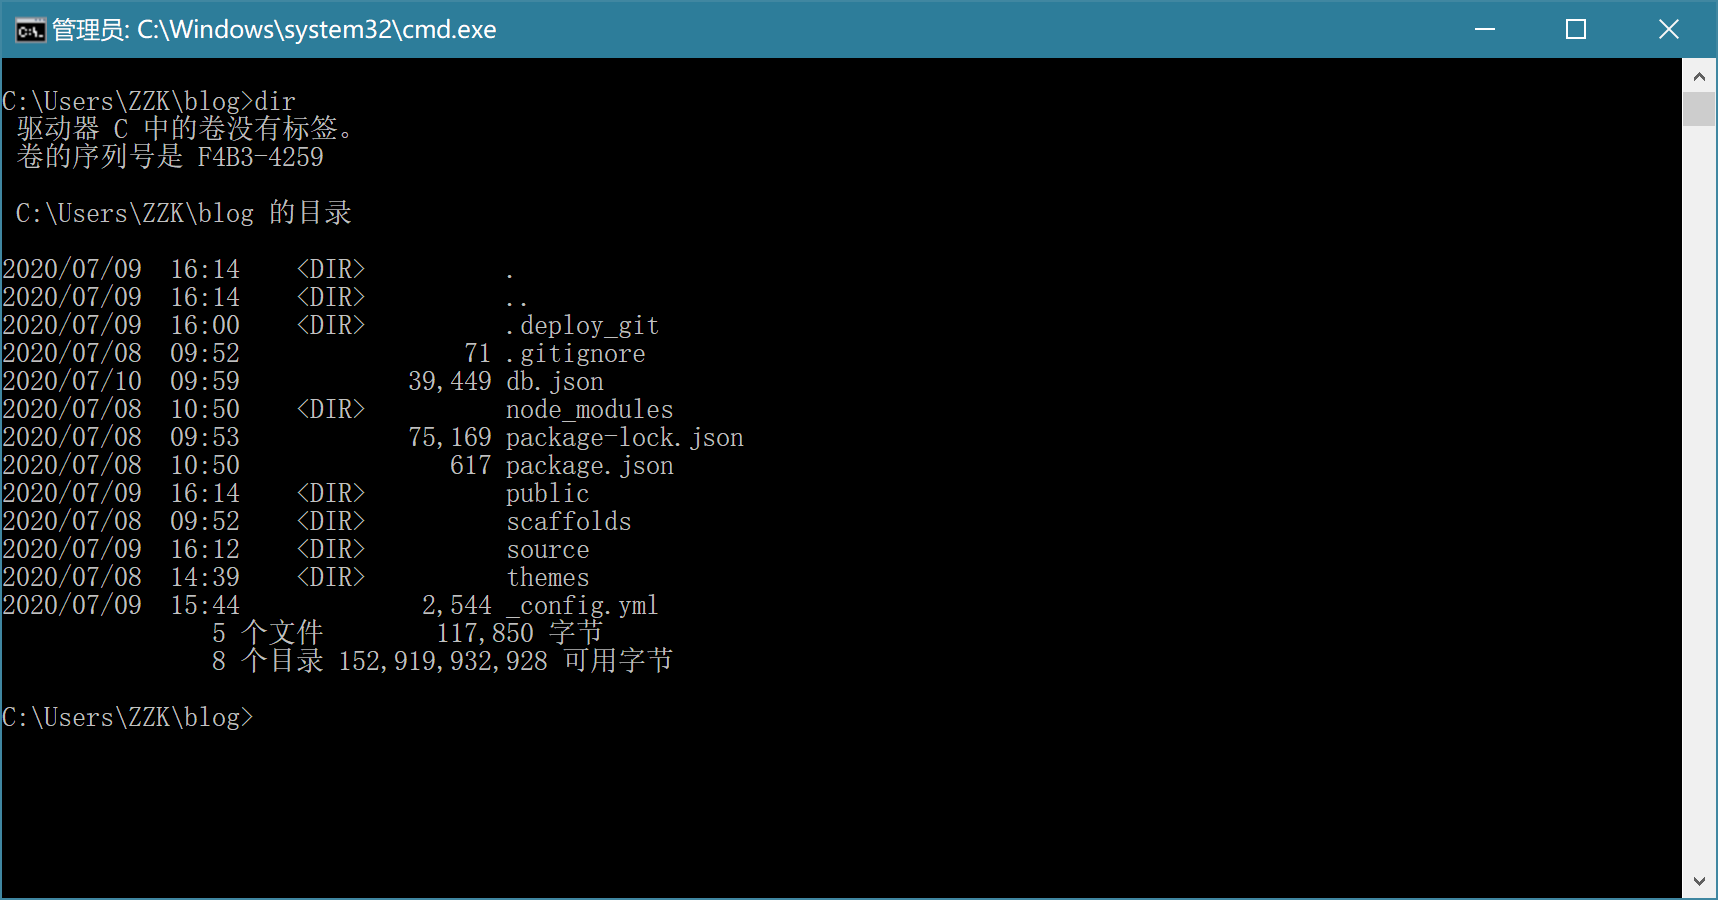 管理员: C:\Windows\system32\cmd.exe
C:\Users\ZZK\blog>dir
 驱动器 C 中的卷没有标签。
 卷的序列号是 F4B3-4259
 C:\Users\ZZK\blog 的目录
2020/07/09  16:14    <DIR>          .
2020/07/09  16:14    <DIR>          ..
2020/07/09  16:00    <DIR>          .deploy_git
2020/07/08  09:52                71 .gitignore
2020/07/10  09:59            39,449 db.json
2020/07/08  10:50    <DIR>          node_modules
2020/07/08  09:53            75,169 package-lock.json
2020/07/08  10:50               617 package.json
2020/07/09  16:14    <DIR>          public
2020/07/08  09:52    <DIR>          scaffolds
2020/07/09  16:12    <DIR>          source
2020/07/08  14:39    <DIR>          themes
2020/07/09  15:44             2,544 _config.yml
               5 个文件        117,850 字节
               8 个目录 152,919,932,928 可用字节
C:\Users\ZZK\blog>